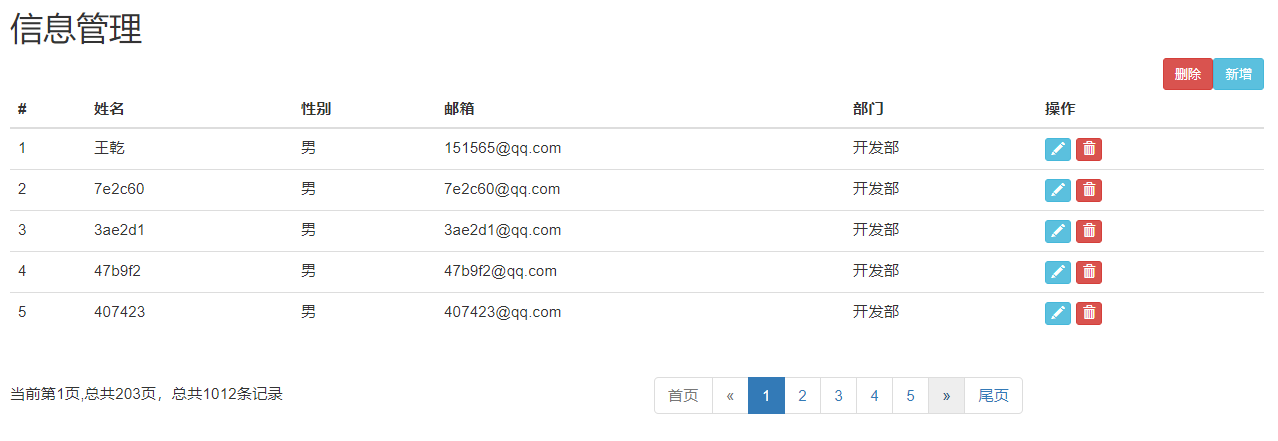 信息管理
删除 新增
# 姓名 性别 邮箱 部门 操作
1 王乾 男 151565@qq.com 开发部
2 7e2c60 男 7e2c60@qq.com 开发部
3 3ae2d1 男 3ae2d1@qq.com 开发部
4 47b9f2 男 47b9f2@qq.com 开发部
5 407423 男 407423@qq.com 开发部
当前第1页,总共203页，总共1012条记录 首页 « 1 2 3 4 5 » 尾页